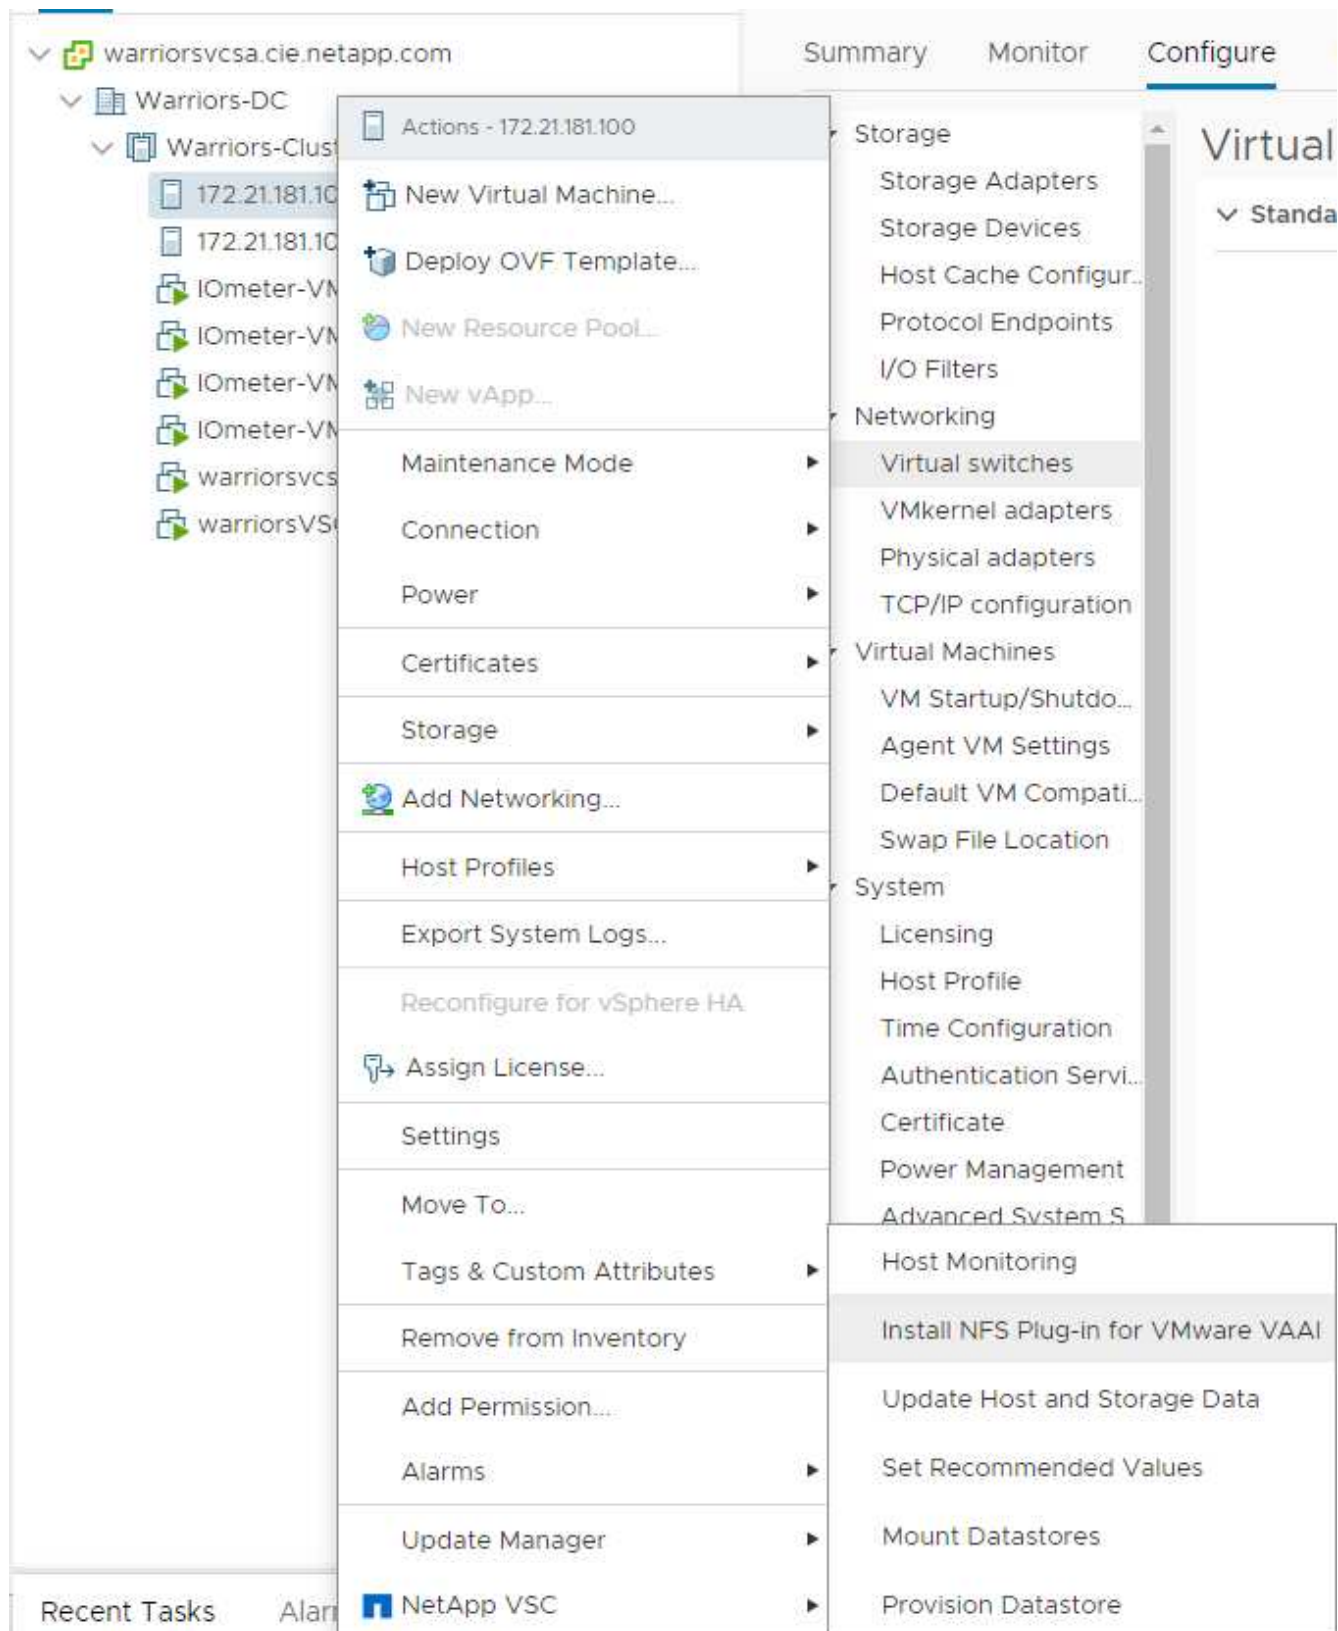 warriorsvcsa.cie.netapp.com
Warriors-DC
Warriors-Clust
172.21.181.10
172.21.181.10
IOmeter-VM
IOmeter-VM
IOmeter-VM
IOmeter-VM
warriorsvcs
warriorsVSC
Recent Tasks
Alar
Actions - 172.21.181.100
New Virtual Machine...
Deploy OVF Template...
New Resource Pool...
New vApp...
Maintenance Mode
Connection
Power
Certificates
Storage
Add Networking...
Host Profiles
Export System Logs...
Reconfigure for vSphere HA
Assign License...
Settings
Move To...
Tags & Custom Attributes
Remove from Inventory
Add Permission...
Alarms
Update Manager
NetApp VSC
Summary
Monitor
Configure
Storage
Storage Adapters
Storage Devices
Host Cache Configur...
Protocol Endpoints
I/O Filters
Networking
Virtual switches
VMkernel adapters
Physical adapters
TCP/IP configuration
Virtual Machines
VM Startup/Shutdo...
Agent VM Settings
Default VM Compati...
Swap File Location
System
Licensing
Host Profile
Time Configuration
Authentication Servi...
Certificate
Power Management
Advanced System S
Virtual
Standa
Host Monitoring
Install NFS Plug-in for VMware VAAI
Update Host and Storage Data
Set Recommended Values
Mount Datastores
Provision Datastore